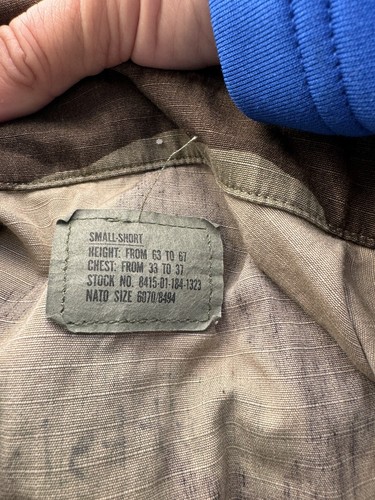 SMALL-SHORT
HEIGHT: FROM 63 TO 67
CHEST: FROM 33 TO 37
STOCK NO. 8415-01-184-1323
NATO SIZE 6070/8494